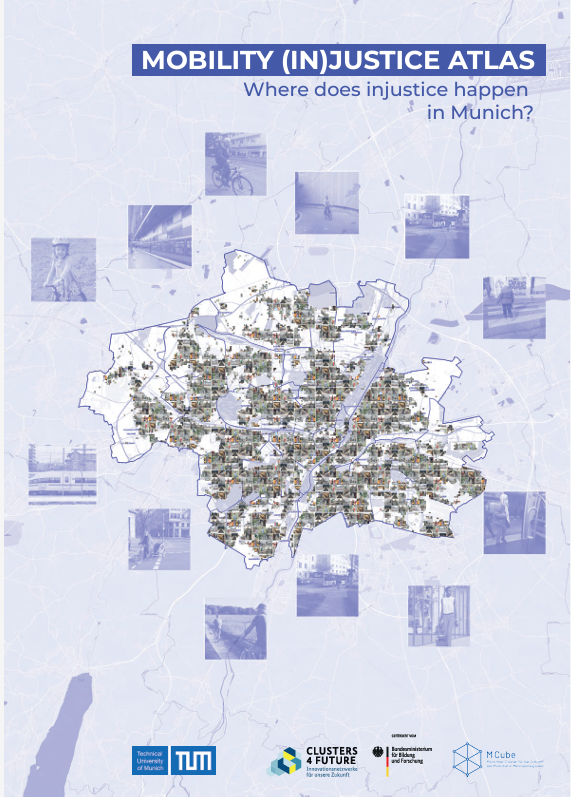 MOBILITY (IN)JUSTICE ATLAS
Where does injustice happen
in Munich?
Technical
University
of Munich
TUM
CLUSTERS
4 FUTURE
Innovationsnetzwerke
für unsere Zukunft
GEFÖRDERT VOM
Bundesministerium
für Bildung
und Forschung
MCube